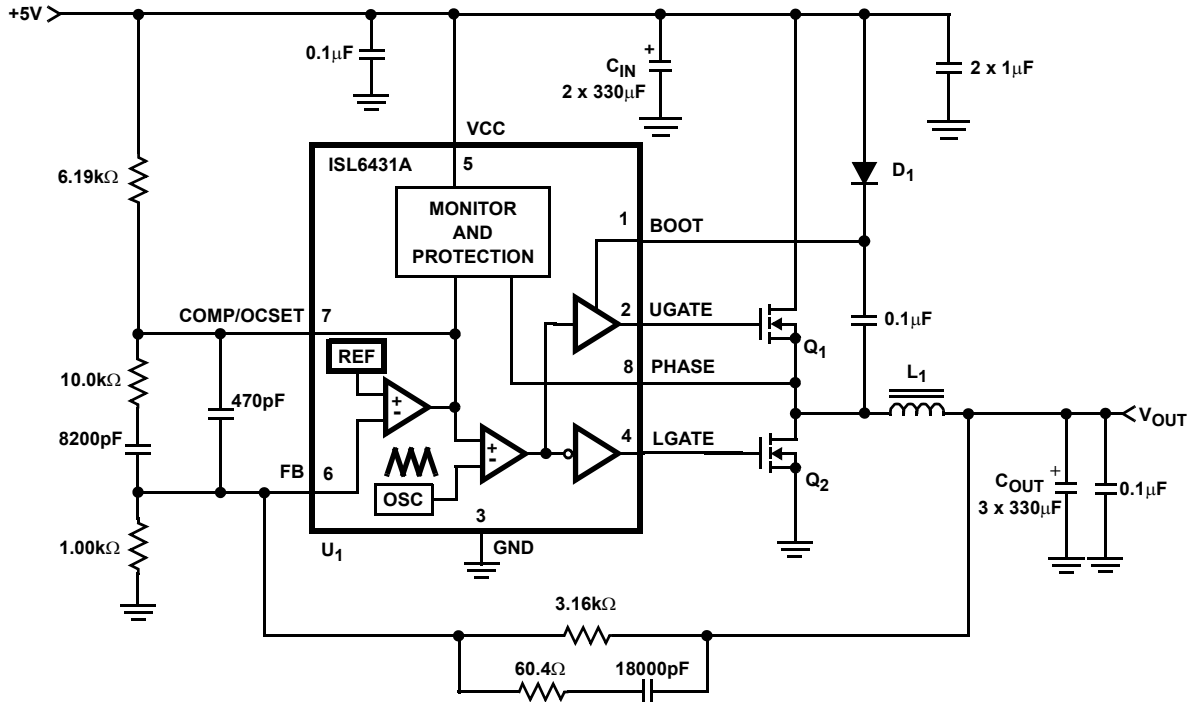 +5V
0.1μF
CIN
2 x 330μF
2 x 1μF
VCC
ISL6431A
5
6.19kΩ
D1
MONITOR
AND
PROTECTION
1
BOOT
COMP/OCSET
7
2
UGATE
0.1μF
Q1
REF
8
PHASE
10.0kΩ
L1
+
-
470pF
VOUT
8200pF
+
-
4
LGATE
FB
6
OSC
Q2
COUT
+
3 x 330μF
0.1μF
3
1.00kΩ
U1
GND
3.16kΩ
60.4Ω
18000pF
+